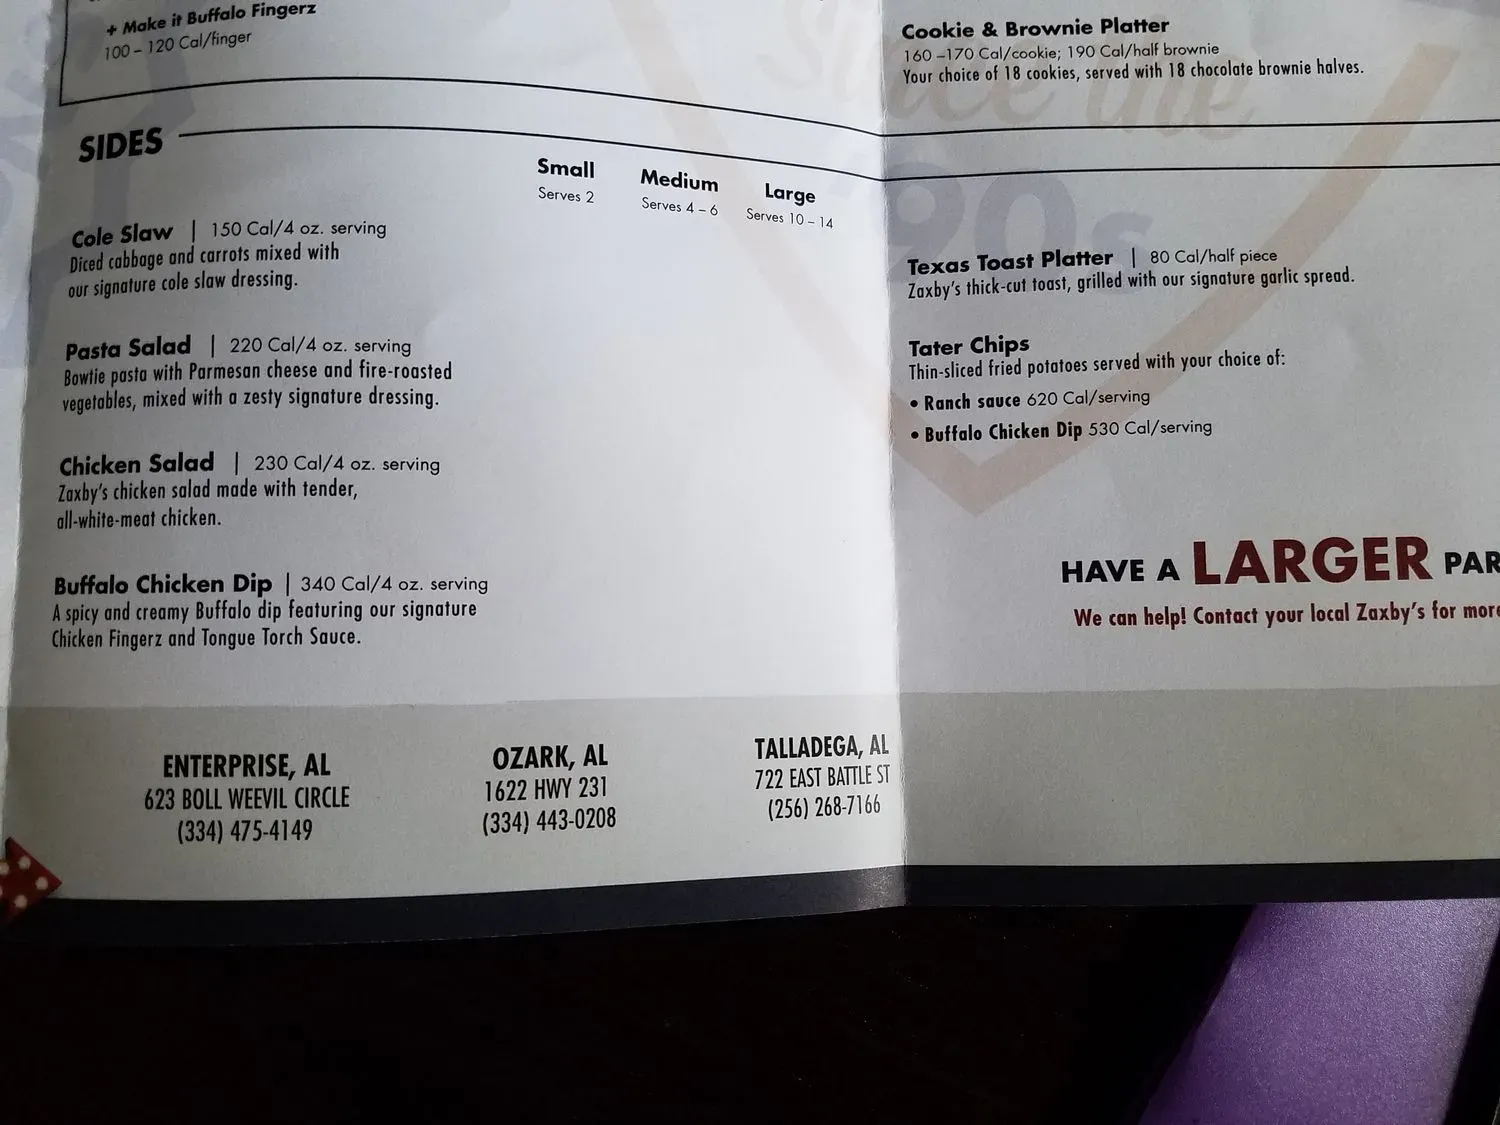 + Make it Buffalo Fingerz
100 – 120 Cal/finger
SIDES
Small
Serves 2
Medium
Serves 4 – 6
Large
Serves 10 – 14
Cole Slaw | 150 Cal/4 oz. serving
Diced cabbage and carrots mixed with
our signature cole slaw dressing.
Pasta Salad | 220 Cal/4 oz. serving
Bowtie pasta with Parmesan cheese and fire-roasted
vegetables, mixed with a zesty signature dressing.
Chicken Salad | 230 Cal/4 oz. serving
Zaxby's chicken salad made with tender,
all-white-meat chicken.
Buffalo Chicken Dip | 340 Cal/4 oz. serving
A spicy and creamy Buffalo dip featuring our signature
Chicken Fingerz and Tongue Torch Sauce.
Cookie & Brownie Platter
160 –170 Cal/cookie; 190 Cal/half brownie
Your choice of 18 cookies, served with 18 chocolate brownie halves.
Since the
'90s
Texas Toast Platter | 80 Cal/half piece
Zaxby's thick-cut toast, grilled with our signature garlic spread.
Tater Chips
Thin-sliced fried potatoes served with your choice of:
• Ranch sauce 620 Cal/serving
• Buffalo Chicken Dip 530 Cal/serving
HAVE A LARGER PAR
We can help! Contact your local Zaxby's for more
ENTERPRISE, AL
623 BOLL WEEVIL CIRCLE
(334) 475-4149
OZARK, AL
1622 HWY 231
(334) 443-0208
TALLADEGA, AL
722 EAST BATTLE ST
(256) 268-7166